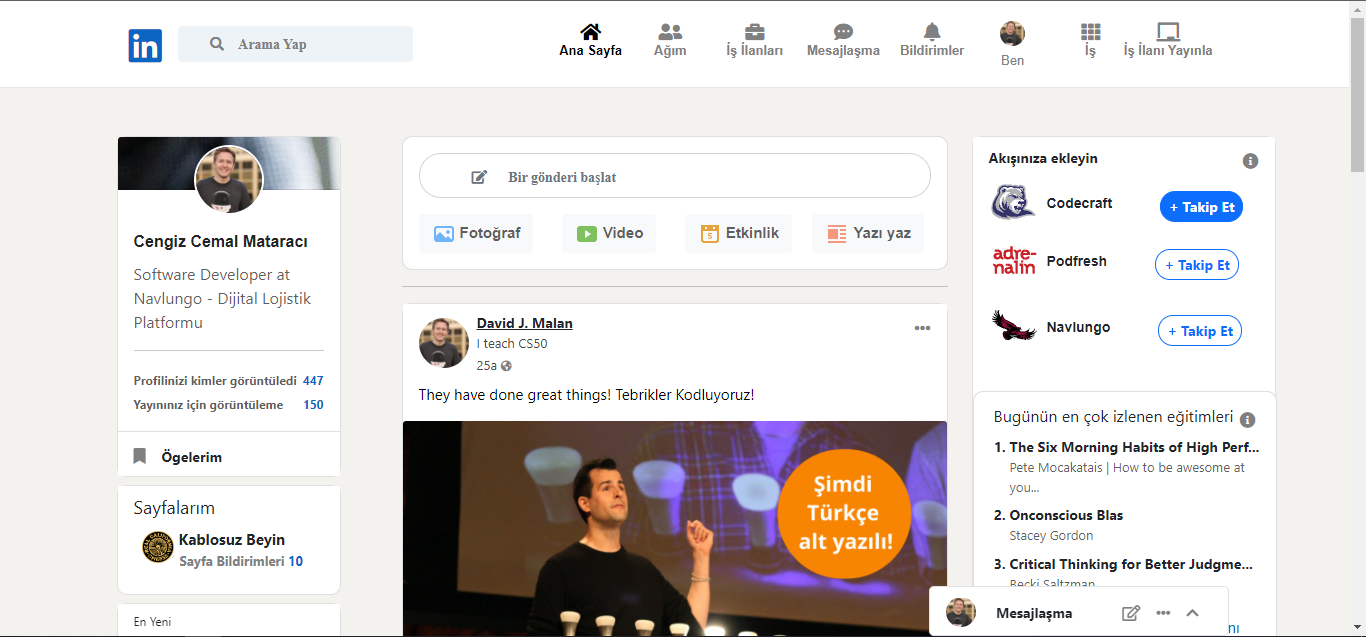 in
Arama Yap
Ana Sayfa
Ağım
İş İlanları
Mesajlaşma
Bildirimler
Ben
İş
İş İlanı Yayınla
Cengiz Cemal Mataracı
Software Developer at
Navlungo - Dijital Lojistik
Platformu
Profilinizi kimler görüntüledi 447
Yayınınız için görüntüleme 150
Ögelerim
Sayfalarım
Kablosuz Beyin
Sayfa Bildirimleri 10
En Yeni
Bir gönderi başlat
Fotoğraf
Video
5
Etkinlik
Yazı yaz
David J. Malan
I teach CS50
25a
They have done great things! Tebrikler Kodluyoruz!
Şimdi
Türkçe
alt yazılı!
Akışınıza ekleyin
Codecraft
+ Takip Et
adre-
nalin
Podfresh
+ Takip Et
Navlungo
+ Takip Et
Bugünün en çok izlenen eğitimleri
1. The Six Morning Habits of High Perf...
Pete Mocakatais | How to be awesome at
you...
2. Onconscious Blas
Stacey Gordon
3. Critical Thinking for Better Judgme...
Becki Saltzman
Mesajlaşma